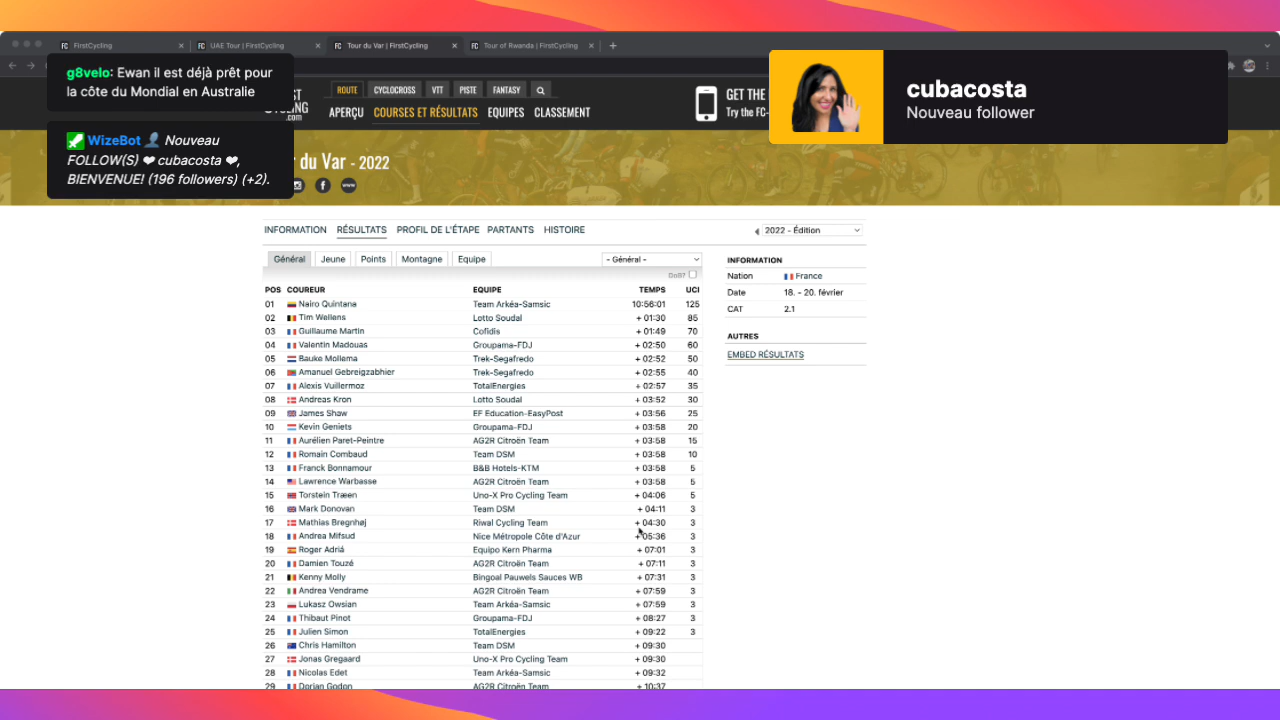 FirstCycling
UAE Tour | FirstCycling
Tour du Var | FirstCycling
Tour of Rwanda | FirstCycling
g8velo: Ewan il est déjà prêt pour
la côte du Mondial en Australie
WizeBot Nouveau
FOLLOW(S) ❤ cubacosta ❤,
BIENVENUE! (196 followers) (+2).
cubacosta
Nouveau follower
ROUTE CYCLOCROSS VTT PISTE FANTASY
APERÇU COURSES ET RÉSULTATS EQUIPES CLASSEMENT
GET THE
Try the FC-
du Var - 2022
INFORMATION RÉSULTATS PROFIL DE L'ÉTAPE PARTANTS HISTOIRE
2022 - Édition
Général Jeune Points Montagne Equipe
- Général -
GoR?
POS COUREUR EQUIPE TEMPS UCI
01 Nairo Quintana Team Arkéa-Samsic 10:56:01 125
02 Tim Wellens Lotto Soudal + 01:30 85
03 Guillaume Martin Cofidis + 01:49 70
04 Valentin Madouas Groupama-FDJ + 02:50 60
05 Bauke Mollema Trek-Segafredo + 02:52 50
06 Amanuel Gebreigzabhier Trek-Segafredo + 02:55 40
07 Alexis Vuillermoz TotalEnergies + 02:57 35
08 Andreas Kron Lotto Soudal + 03:52 30
09 James Shaw EF Education-EasyPost + 03:56 25
10 Kevin Geniets Groupama-FDJ + 03:58 20
11 Aurélien Paret-Peintre AG2R Citroën Team + 03:58 15
12 Romain Combaud Team DSM + 03:58 10
13 Franck Bonnamour B&B Hotels-KTM + 03:58 5
14 Lawrence Warbasse AG2R Citroën Team + 03:58 5
15 Torstein Træen Uno-X Pro Cycling Team + 04:06 5
16 Mark Donovan Team DSM + 04:11 3
17 Mathias Bregnhøj Riwal Cycling Team + 04:30 3
18 Andrea Mifsud Nice Métropole Côte d'Azur + 05:36 3
19 Roger Adriá Equipo Kern Pharma + 07:01 3
20 Damien Touzé AG2R Citroën Team + 07:11 3
21 Kenny Molly Bingoal Pauwels Sauces WB + 07:31 3
22 Andrea Vendrame AG2R Citroën Team + 07:59 3
23 Lukasz Owsian Team Arkéa-Samsic + 07:59 3
24 Thibaut Pinot Groupama-FDJ + 08:27 3
25 Julien Simon TotalEnergies + 09:22 3
26 Chris Hamilton Team DSM + 09:30
27 Jonas Gregaard Uno-X Pro Cycling Team + 09:30
28 Nicolas Edet Team Arkéa-Samsic + 09:32
29 Dorian Godon AG2R Citroën Team + 10:37
INFORMATION
Nation France
Date 18. - 20. février
CAT 2.1
AUTRES
EMBED RÉSULTATS